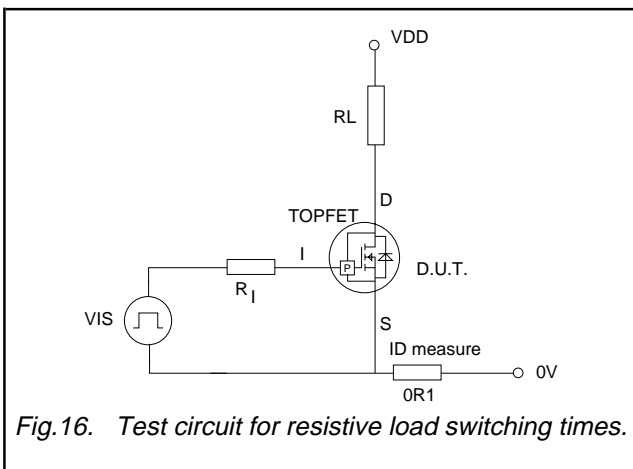 VDD
RL
D
TOPFET
I
P
D.U.T.
R I
VIS
S
ID measure
0V
0R1
Fig.16. Test circuit for resistive load switching times.